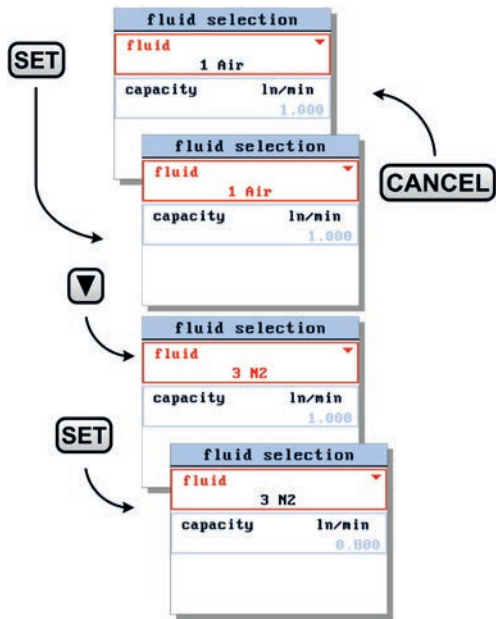 fluid selection
fluid
1 Air
capacity ln/min
1.000
SET
CANCEL
fluid selection
fluid
1 Air
capacity ln/min
1.000
▼
fluid selection
fluid
3 N2
capacity ln/min
1.000
SET
fluid selection
fluid
3 N2
capacity ln/min
0.800